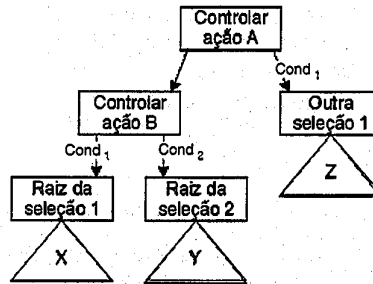 Controlar
ação A
Cond 1
Controlar
ação B
Outra
seleção 1
Cond 1
Cond 2
Z
Raiz da
seleção 1
Raiz da
seleção 2
X
Y